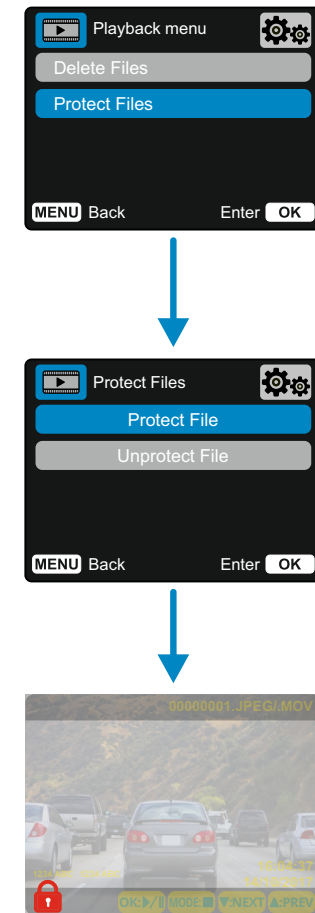 Playback menu
Delete Files
Protect Files
MENU Back Enter OK
Protect Files
Protect File
Unprotect File
MENU Back Enter OK
00000001.JPEG/.MOV
OK: MODE: :NEXT :PREV